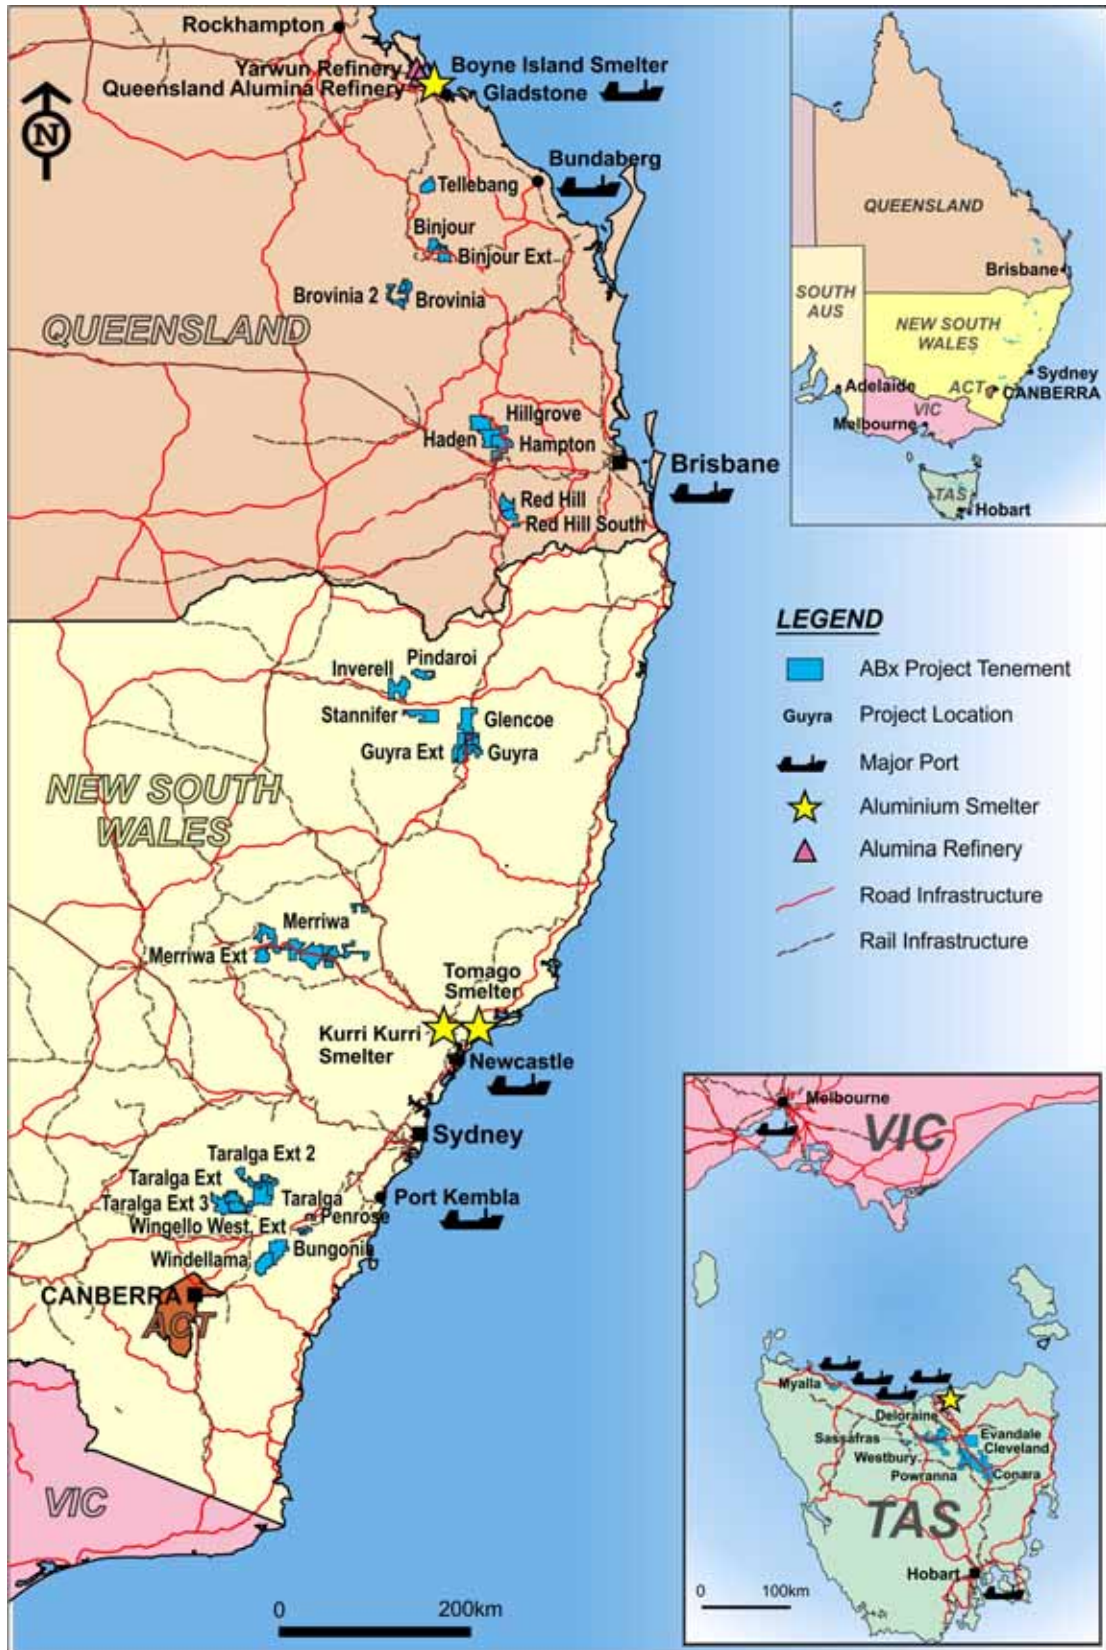 Rockhampton
Yarwun Refinery
Queensland Alumina Refinery
Boyne Island Smelter
Gladstone
N
Bundaberg
Tellebang
Binjour
Binjour Ext
Brovinia 2
Brovinia
QUEENSLAND
Hillgrove
Haden
Hampton
Brisbane
Red Hill
Red Hill South
Pindaroi
Inverell
Stannifer
Glencoe
Guyra Ext
Guyra
NEW SOUTH
WALES
Merriwa
Merriwa Ext
Tomago
Smelter
Kurri Kurri
Smelter
Newcastle
Sydney
Taralga Ext 2
Taralga Ext
Taralga Ext 3
Taralga
Penrose
Port Kembla
Wingello West, Ext
Windellama
Bungonia
CANBERRA
ACT
VIC
0
200km
QUEENSLAND
Brisbane
SOUTH
AUS
NEW SOUTH
WALES
Sydney
Adelaide
ACT
CANBERRA
VIC
Melbourne
TAS
Hobart
LEGEND
ABx Project Tenement
Guyra
Project Location
Major Port
Aluminium Smelter
Alumina Refinery
Road Infrastructure
Rail Infrastructure
Melbourne
VIC
Myalla
Deloraine
Sassafras
Evandale
Cleveland
Westbury
Powranna
Conara
TAS
Hobart
0
100km